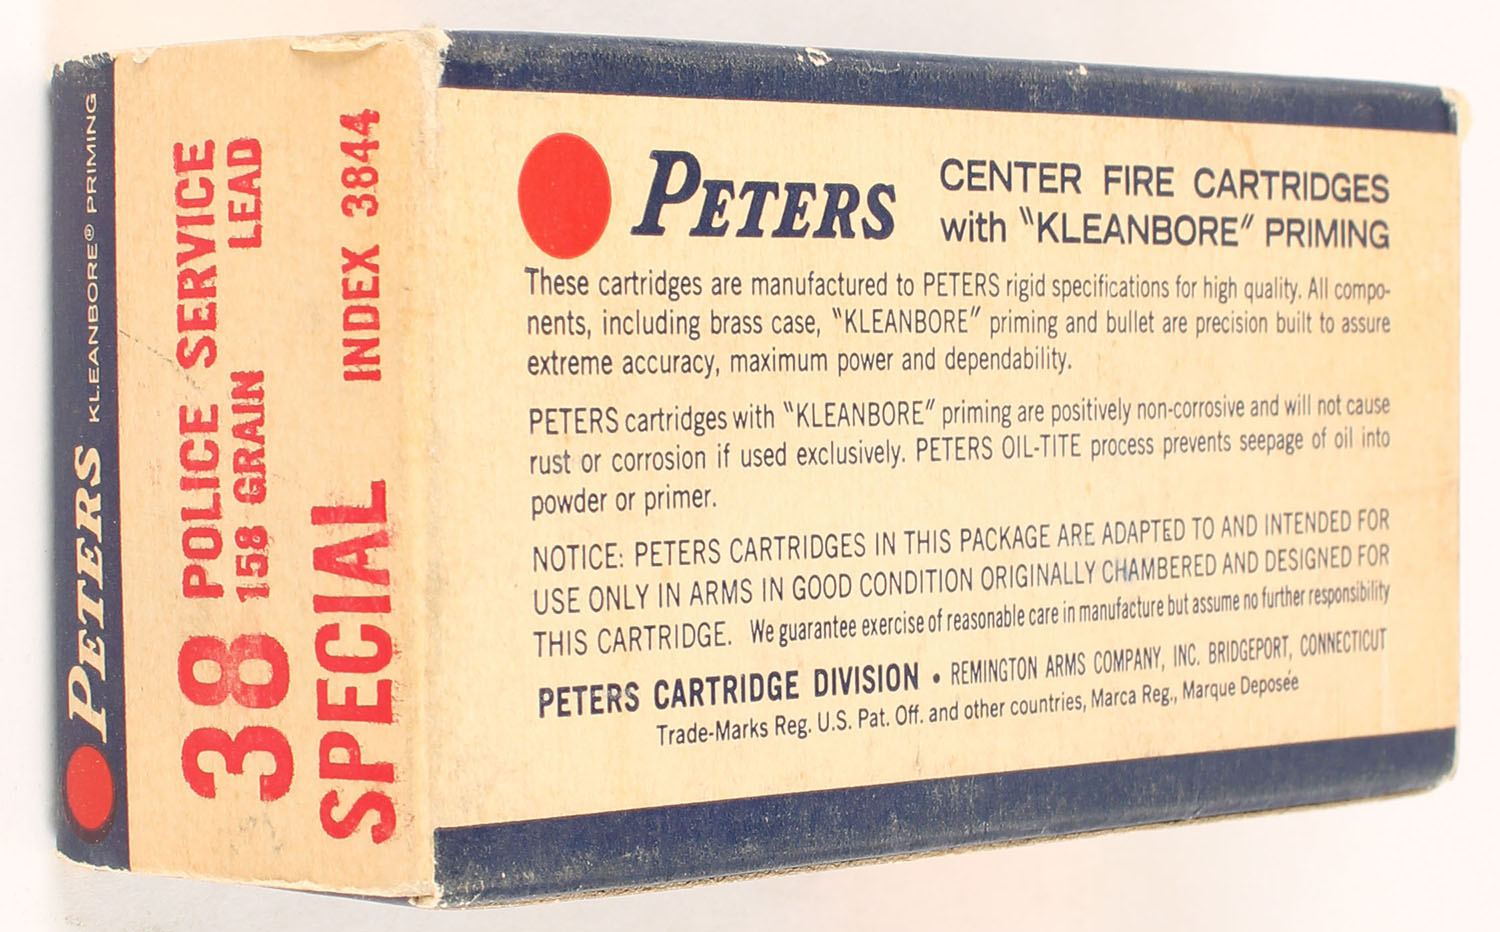 PETERS KLEANBORE® PRIMING
38 POLICE SERVICE
158 GRAIN LEAD
SPECIAL INDEX 3844
PETERS
CENTER FIRE CARTRIDGES
with "KLEANBORE" PRIMING
These cartridges are manufactured to PETERS rigid specifications for high quality. All compo-
nents, including brass case, "KLEANBORE" priming and bullet are precision built to assure
extreme accuracy, maximum power and dependability.
PETERS cartridges with "KLEANBORE" priming are positively non-corrosive and will not cause
rust or corrosion if used exclusively. PETERS OIL-TITE process prevents seepage of oil into
powder or primer.
NOTICE: PETERS CARTRIDGES IN THIS PACKAGE ARE ADAPTED TO AND INTENDED FOR
USE ONLY IN ARMS IN GOOD CONDITION ORIGINALLY CHAMBERED AND DESIGNED FOR
THIS CARTRIDGE. We guarantee exercise of reasonable care in manufacture but assume no further responsibility
PETERS CARTRIDGE DIVISION • REMINGTON ARMS COMPANY, INC. BRIDGEPORT, CONNECTICUT
Trade-Marks Reg. U.S. Pat. Off. and other countries, Marca Reg., Marque Deposée